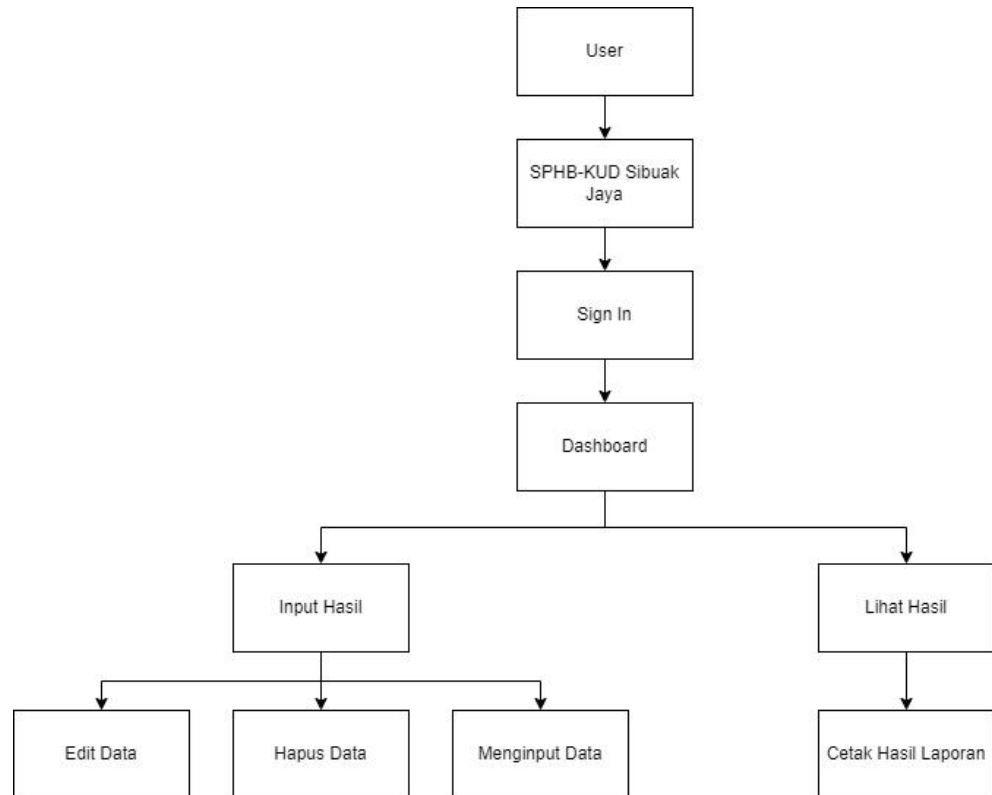 User
SPHB-KUD Sibuak
Jaya
Sign In
Dashboard
Input Hasil
Lihat Hasil
Edit Data
Hapus Data
Menginput Data
Cetak Hasil Laporan